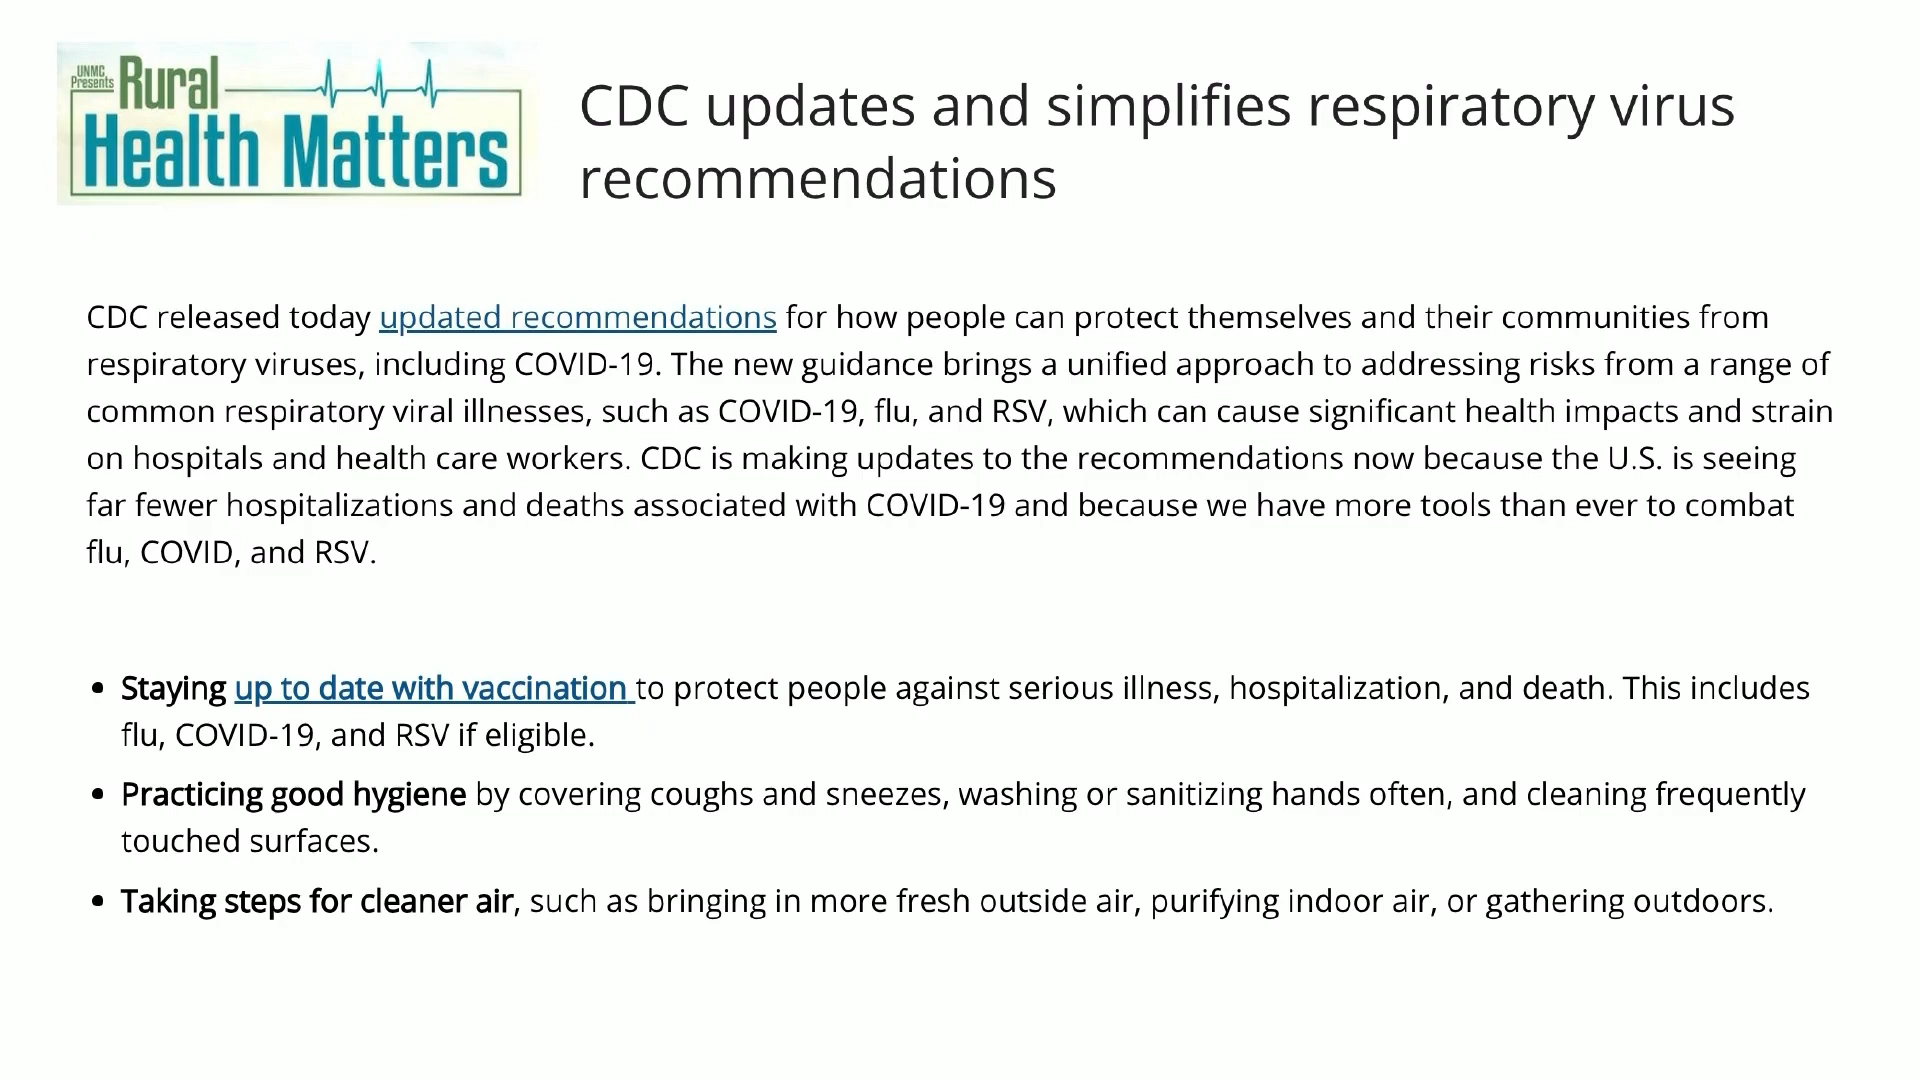 UNMC
Presents
Rural
Health Matters
CDC updates and simplifies respiratory virus
recommendations
CDC released today updated recommendations for how people can protect themselves and their communities from
respiratory viruses, including COVID-19. The new guidance brings a unified approach to addressing risks from a range of
common respiratory viral illnesses, such as COVID-19, flu, and RSV, which can cause significant health impacts and strain
on hospitals and health care workers. CDC is making updates to the recommendations now because the U.S. is seeing
far fewer hospitalizations and deaths associated with COVID-19 and because we have more tools than ever to combat
flu, COVID, and RSV.
• Staying up to date with vaccination to protect people against serious illness, hospitalization, and death. This includes
flu, COVID-19, and RSV if eligible.
• Practicing good hygiene by covering coughs and sneezes, washing or sanitizing hands often, and cleaning frequently
touched surfaces.
• Taking steps for cleaner air, such as bringing in more fresh outside air, purifying indoor air, or gathering outdoors.